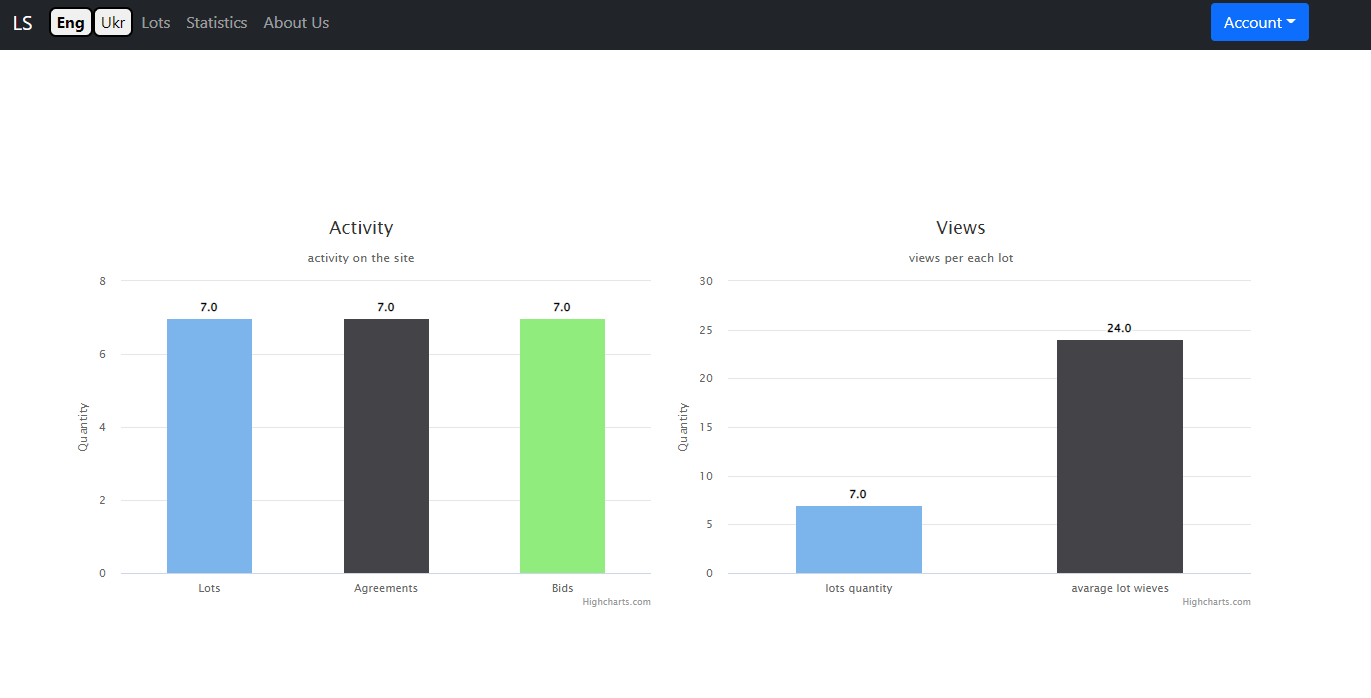 LS Eng Ukr Lots Statistics About Us Account
Activity
activity on the site
Quantity
8
6
4
2
0
7.0 7.0 7.0
Lots Agreements Bids
Highcharts.com
Views
views per each lot
Quantity
30
25
20
15
10
5
0
7.0 24.0
lots quantity avarage lot wieves
Highcharts.com